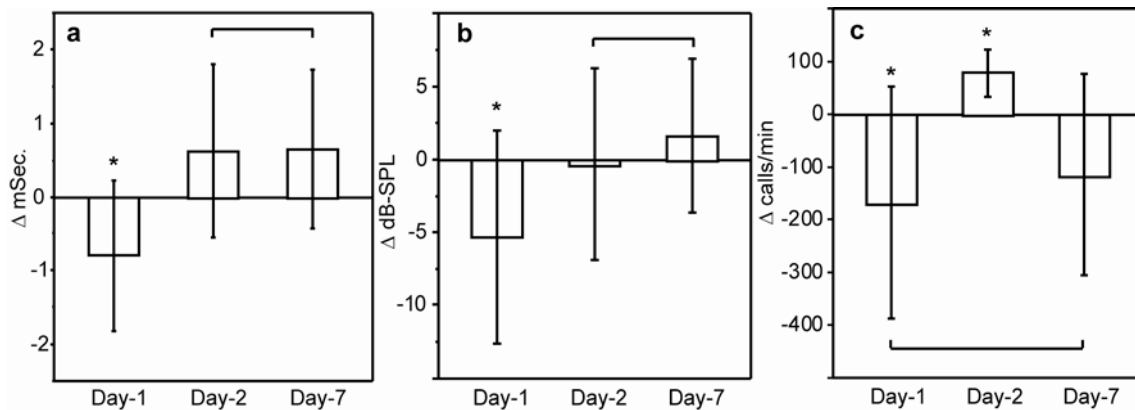 a
2
1
0
-1
-2
Δ mSec.
*
Day-1 Day-2 Day-7
b
5
0
-5
-10
Δ dB-SPL
*
Day-1 Day-2 Day-7
c
100
0
-100
-200
-300
-400
Δ calls/min
* *
Day-1 Day-2 Day-7